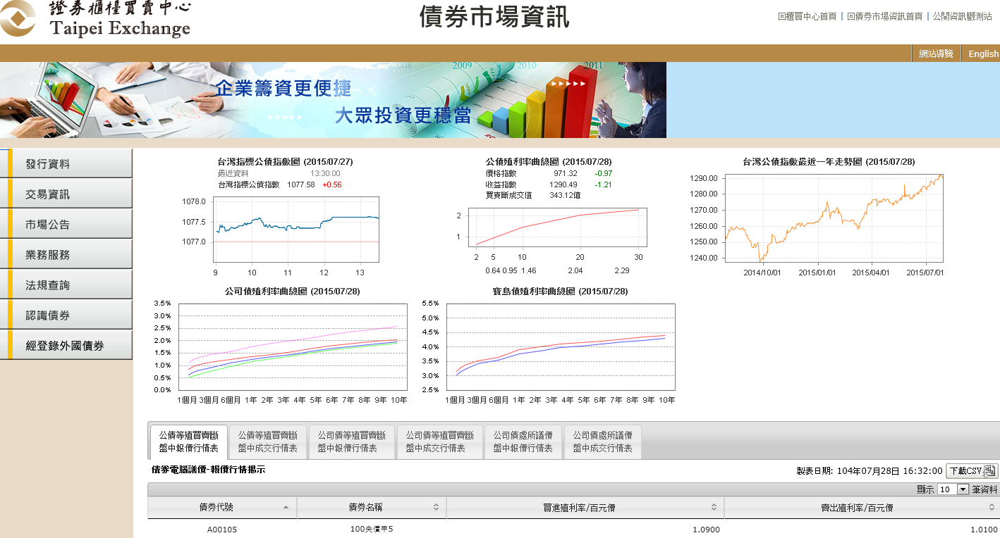 證券櫃檯買賣中心
Taipei Exchange
債券市場資訊
回櫃買中心首頁 | 回債券市場資訊首頁 | 公開資訊觀測站
網站導覽 English
2008 2009 2010 2011
企業籌資更便捷
大眾投資更穩當
發行資料
交易資訊
市場公告
業務服務
法規查詢
認識債券
經登錄外國債券
台灣指標公債指數圖 (2015/07/27)
最近資料 13:30:00
台灣指標公債指數 1077.58 +0.56
1078.0
1077.5
1077.0
9 10 11 12 13
公債殖利率曲線圖 (2015/07/28)
價格指數 971.32 -0.97
收益指數 1290.49 -1.21
買賣斷成交值 343.12億
2
1
2 5 10 20 30
0.64 0.95 1.46 2.04 2.29
台灣公債指數最近一年走勢圖 (2015/07/28)
1290.00
1280.00
1270.00
1260.00
1250.00
1240.00
2014/10/01 2015/01/01 2015/04/01 2015/07/01
公司債殖利率曲線圖 (2015/07/28)
3.5%
3.0%
2.5%
2.0%
1.5%
1.0%
0.5%
0.0%
1個月 3個月 6個月 1年 2年 3年 4年 5年 6年 7年 8年 9年 10年
寶島債殖利率曲線圖 (2015/07/28)
5.5%
5.0%
4.5%
4.0%
3.5%
3.0%
2.5%
1個月 3個月 6個月 1年 2年 3年 4年 5年 6年 7年 8年 9年 10年
公債等殖買賣斷
盤中報價行情表
公債等殖買賣斷
盤中成交行情表
公司債等殖買賣斷
盤中報價行情表
公司債等殖買賣斷
盤中成交行情表
公司債處所議價
盤中報價行情表
公司債處所議價
盤中成交行情表
債券電腦議價-報價行情揭示
製表日期: 104年07月28日 16:32:00 下載CSV
顯示 10 筆資料
債券代號 債券名稱 買進殖利率/百元價 賣出殖利率/百元價
A00105 100央債甲5 1.0900 1.0100